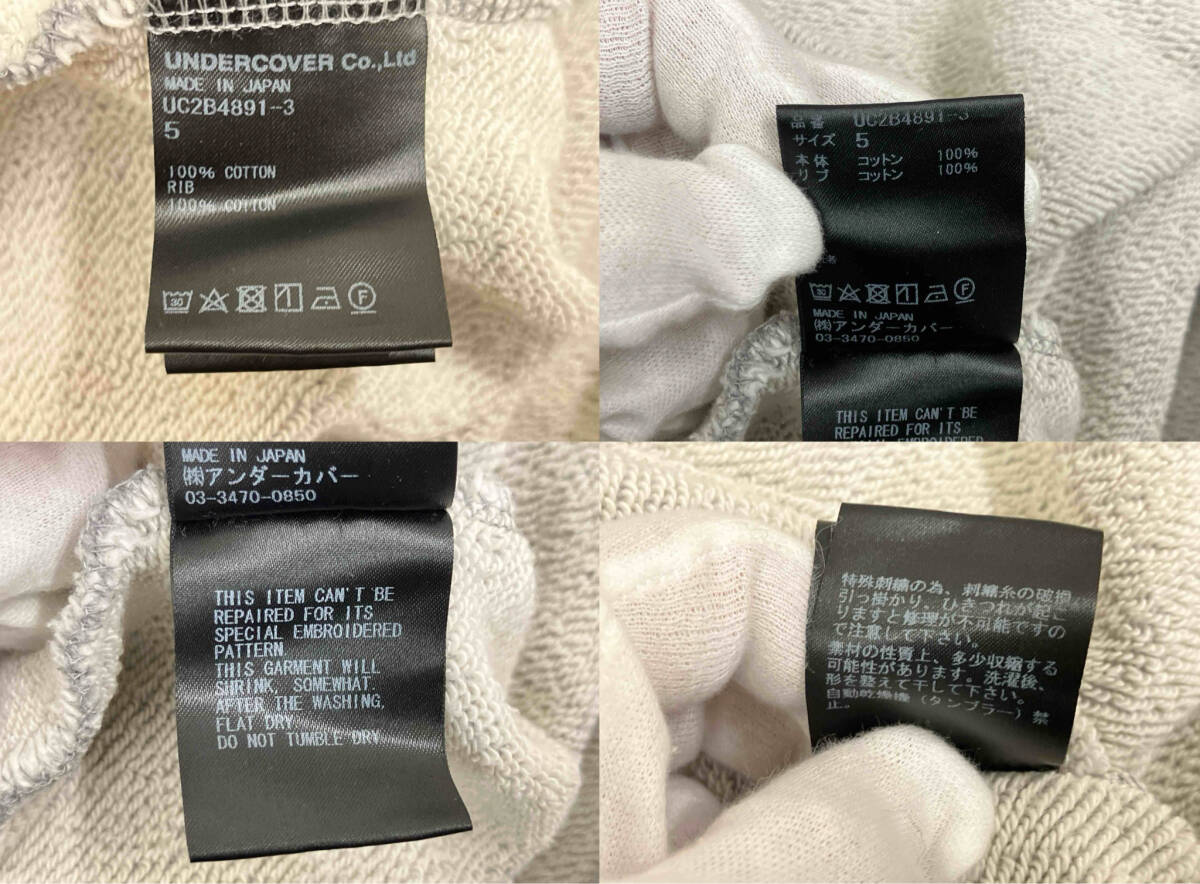 UNDERCOVER Co.,Ltd
MADE IN JAPAN
UC2B4891-3
5
100% COTTON
RIB
100% COTTON
30
F
品番 UC2B4891-3
サイズ 5
本体 コットン 100%
リブ コットン 100%
30
F
MADE IN JAPAN
㈱アンダーカバー
03-3470-0850
THIS ITEM CAN'T BE
REPAIRED FOR ITS
SPECIAL EMBROIDERED
MADE IN JAPAN
㈱アンダーカバー
03-3470-0850
THIS ITEM CAN'T BE
REPAIRED FOR ITS
SPECIAL EMBROIDERED
PATTERN
THIS GARMENT WILL
SHRINK, SOMEWHAT
AFTER THE WASHING,
FLAT DRY
DO NOT TUMBLE DRY
特殊刺繍の為、刺繍糸の破損
引っ掛かり、ひきつれが起こ
りますと修理が不可能ですの
で注意して下さい。
素材の性質上、多少収縮する
可能性があります。洗濯後、
形を整えて干して下さい。
自動乾燥機（タンブラー）禁
止。